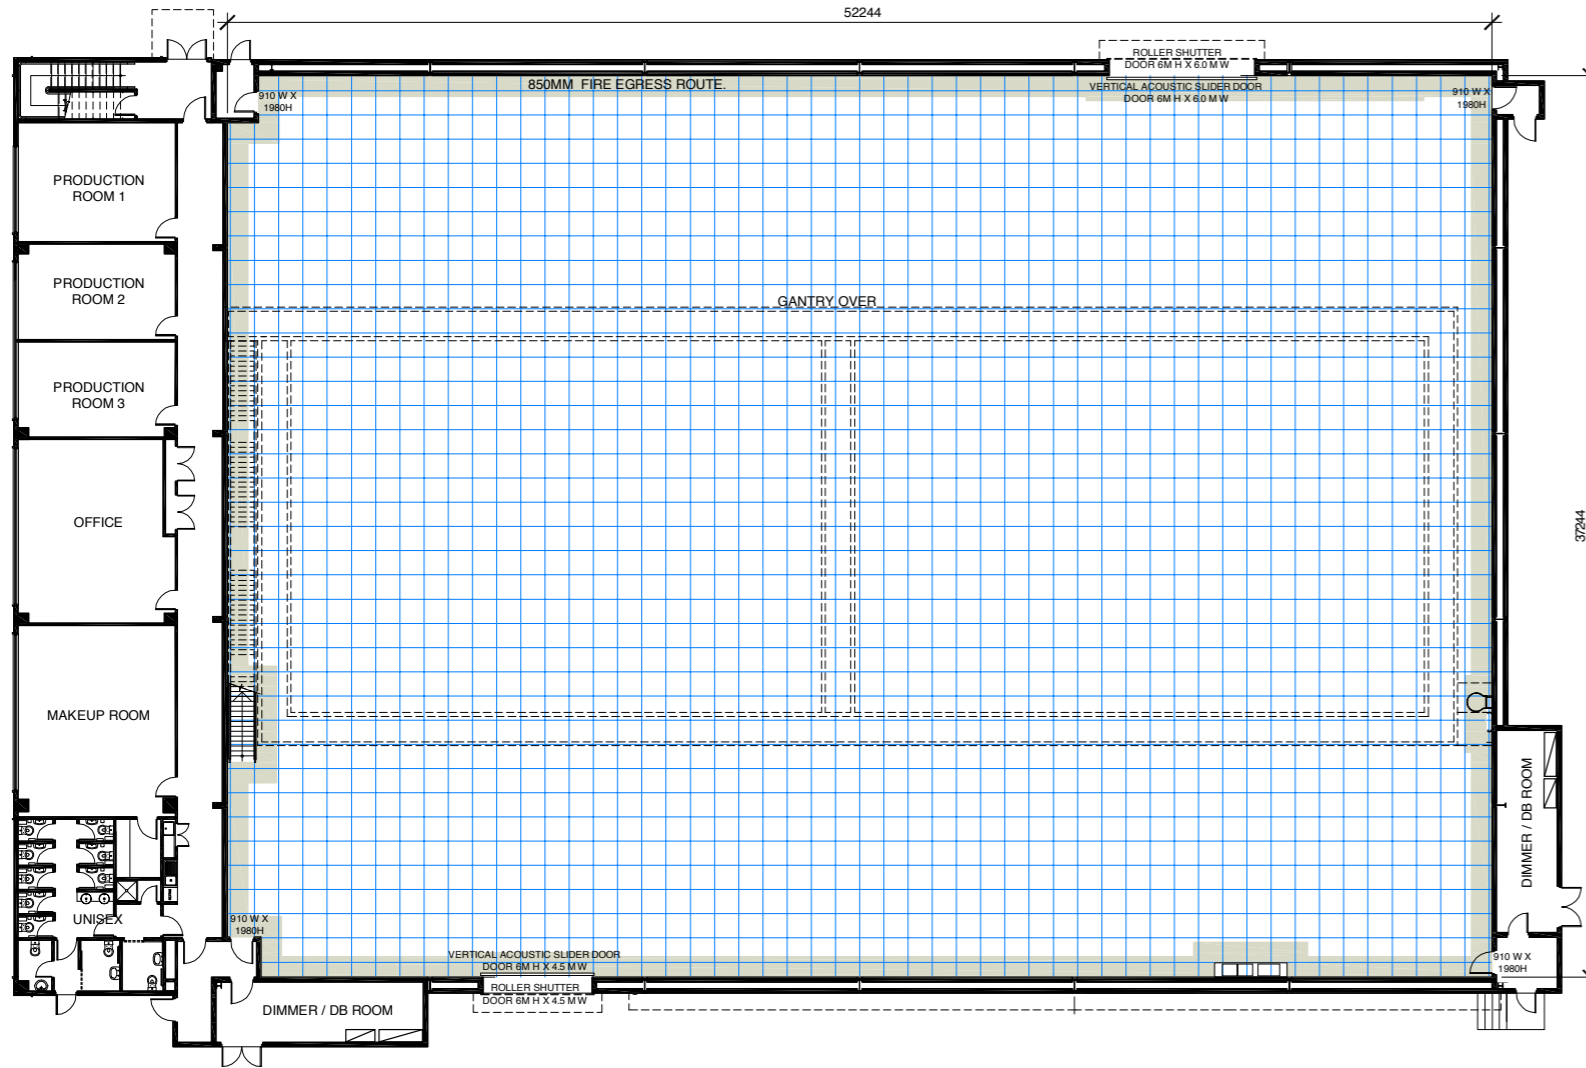 52244
ROLLER SHUTTER
DOOR 6M H X 6.0 M W
850MM FIRE EGRESS ROUTE.
VERTICAL ACOUSTIC SLIDER DOOR
DOOR 6M H X 6.0 M W
910 W X
1980H
910 W X
1980H
PRODUCTION
ROOM 1
PRODUCTION
ROOM 2
GANTRY OVER
PRODUCTION
ROOM 3
OFFICE
37244
MAKEUP ROOM
DIMMER / DB ROOM
UNISEX
910 W X
1980H
VERTICAL ACOUSTIC SLIDER DOOR
DOOR 6M H X 4.5 M W
910 W X
1980H
ROLLER SHUTTER
DOOR 6M H X 4.5 M W
DIMMER / DB ROOM